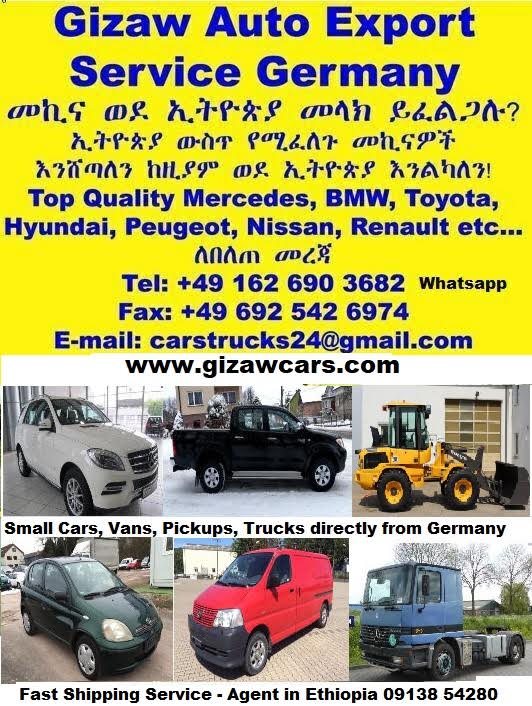 Gizaw Auto Export
Service Germany
መኪና ወደ ኢትዮጵያ መላክ ይፈልጋሉ?
ኢትዮጵያ ውስጥ የሚፈለጉ መኪናዎች
እንሸጣለን ከዚያም ወደ ኢትዮጵያ እንልካለን!
Top Quality Mercedes, BMW, Toyota,
Hyundai, Peugeot, Nissan, Renault etc...
ለበለጠ መረጃ
Tel: +49 162 690 3682 Whatsapp
Fax: +49 692 542 6974
E-mail: carstrucks24@gmail.com
www.gizawcars.com
Small Cars, Vans, Pickups, Trucks directly from Germany
Fast Shipping Service - Agent in Ethiopia 09138 54280